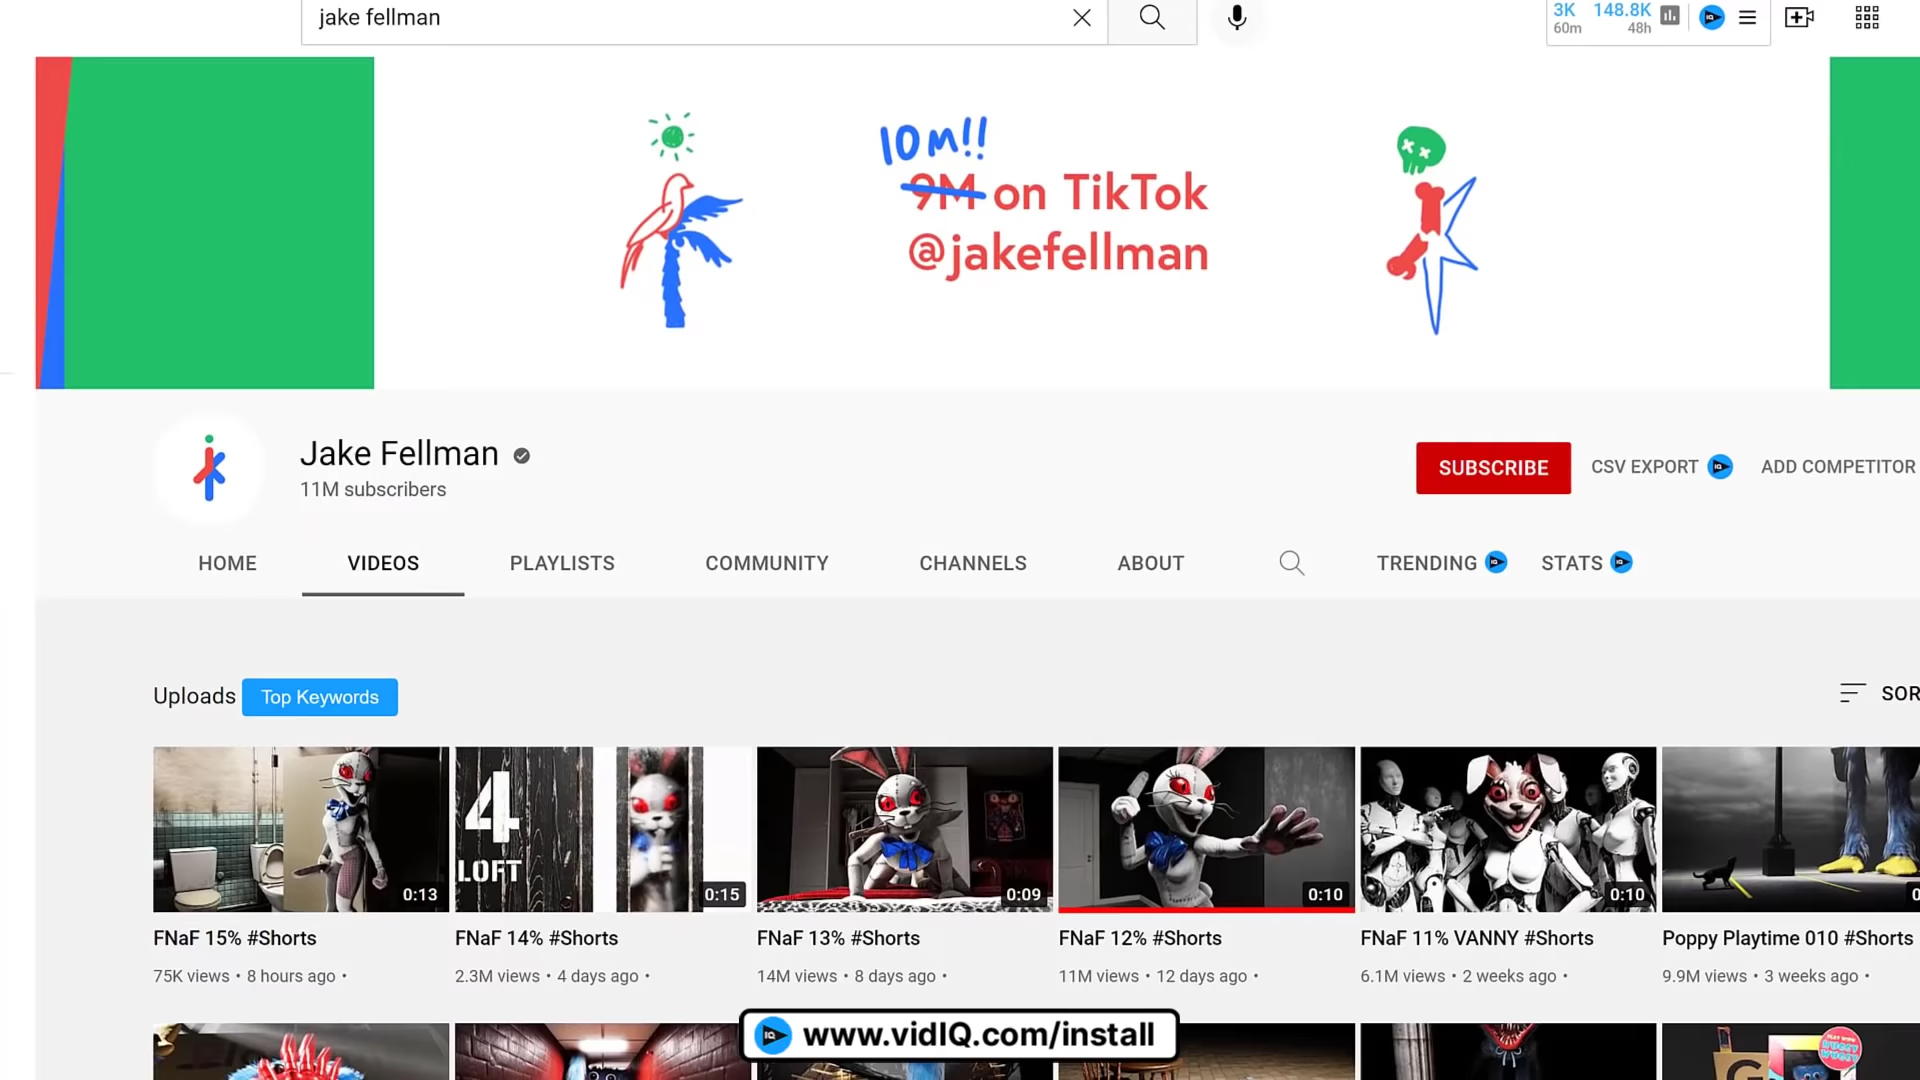 jake fellman
3K 148.8K
60m 48h
10M!!
9M on TikTok
@jakefellman
Jake Fellman
11M subscribers
SUBSCRIBE
CSV EXPORT
ADD COMPETITOR
HOME VIDEOS PLAYLISTS COMMUNITY CHANNELS ABOUT TRENDING STATS
Uploads Top Keywords
SOR
4
LOFT
0:13
0:15
0:09
0:10
0:10
FNaF 15% #Shorts
75K views • 8 hours ago •
FNaF 14% #Shorts
2.3M views • 4 days ago •
FNaF 13% #Shorts
14M views • 8 days ago •
FNaF 12% #Shorts
11M views • 12 days ago •
FNaF 11% VANNY #Shorts
6.1M views • 2 weeks ago •
Poppy Playtime 010 #Shorts
9.9M views • 3 weeks ago •
IQ www.vidIQ.com/install